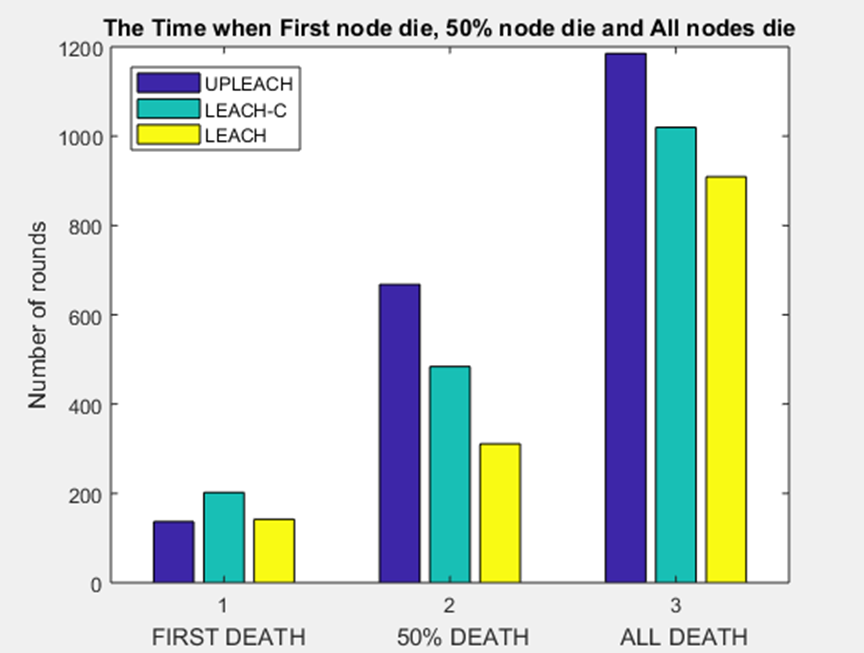 The Time when First node die, 50% node die and All nodes die
1200
1000
800
600
400
200
0
Number of rounds
UPLEACH
LEACH-C
LEACH
1
2
3
FIRST DEATH
50% DEATH
ALL DEATH